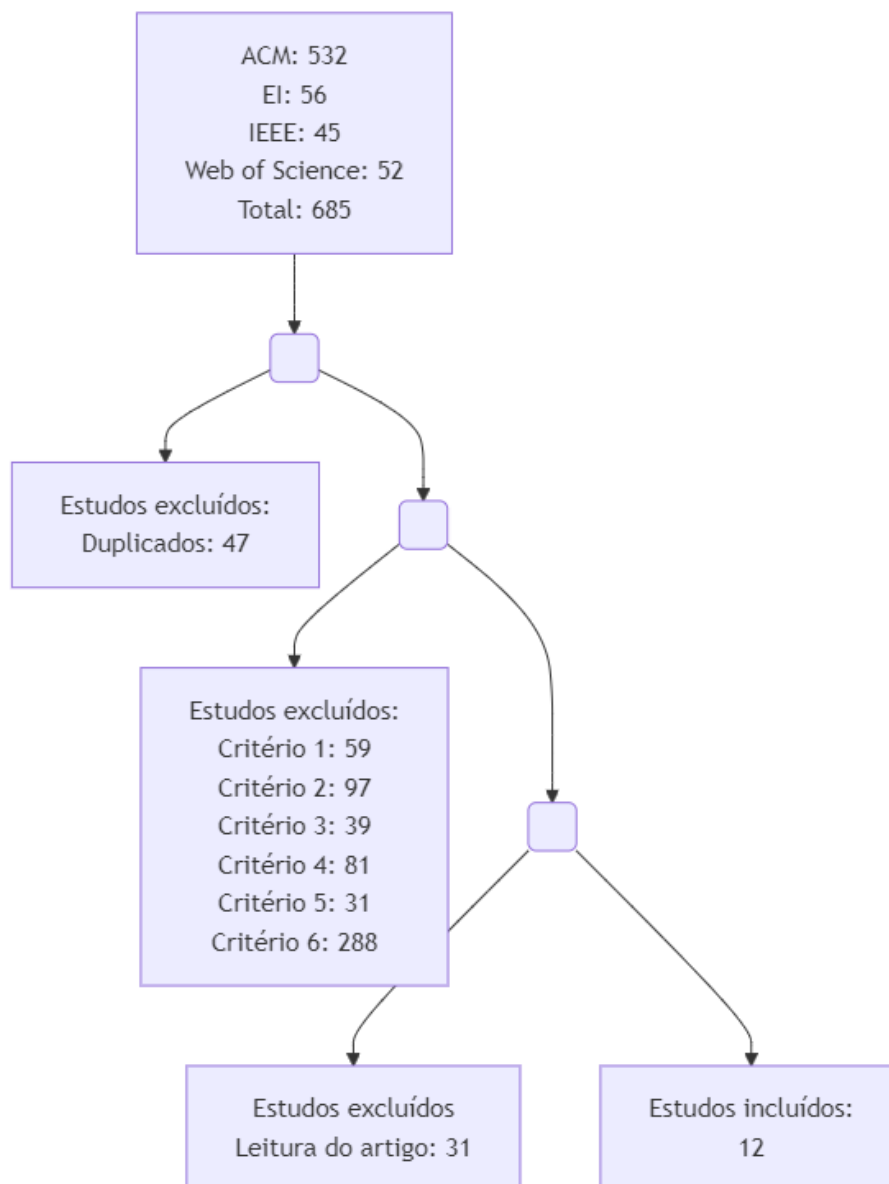 ACM: 532
EI: 56
IEEE: 45
Web of Science: 52
Total: 685
Estudos excluídos:
Duplicados: 47
Estudos excluídos:
Critério 1: 59
Critério 2: 97
Critério 3: 39
Critério 4: 81
Critério 5: 31
Critério 6: 288
Estudos excluídos
Leitura do artigo: 31
Estudos incluídos:
12